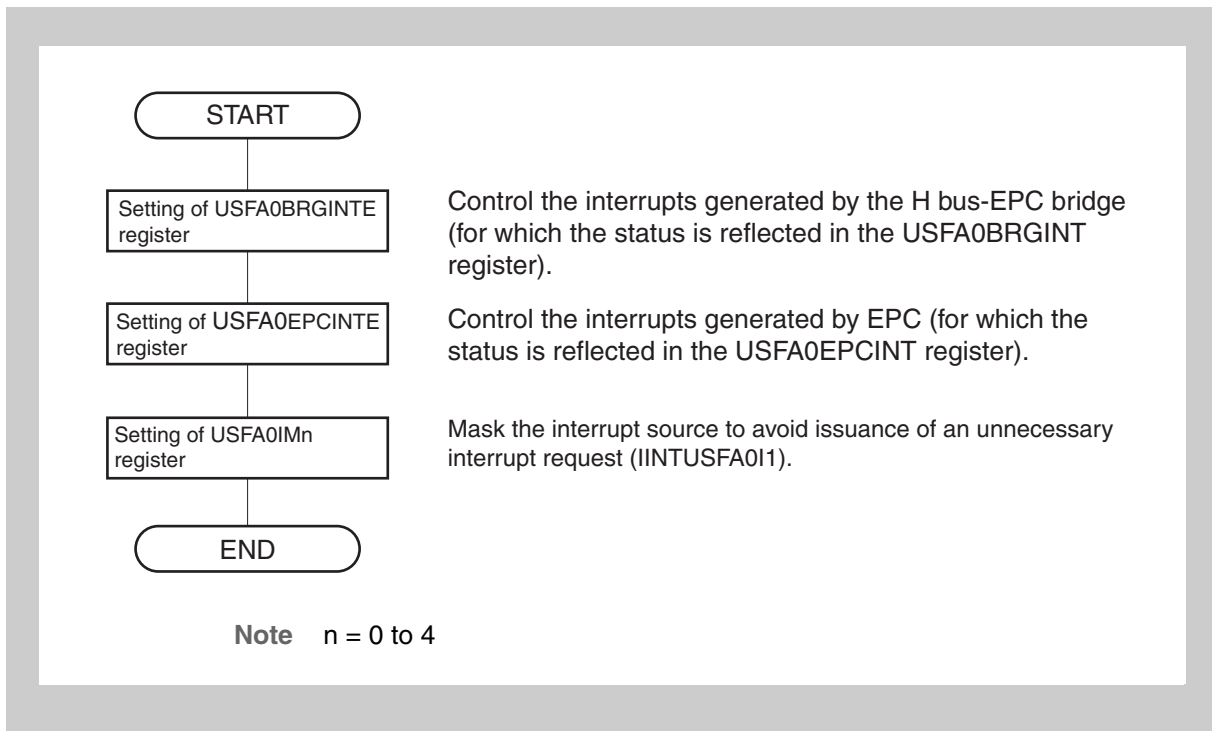 START
Setting of USFA0BRGINTE
register
Control the interrupts generated by the H bus-EPC bridge
(for which the status is reflected in the USFA0BRGINT
register).
Setting of USFA0EPCINTE
register
Control the interrupts generated by EPC (for which the
status is reflected in the USFA0EPCINT register).
Setting of USFA0IMn
register
Mask the interrupt source to avoid issuance of an unnecessary
interrupt request (IINTUSFA0I1).
END
Note n = 0 to 4